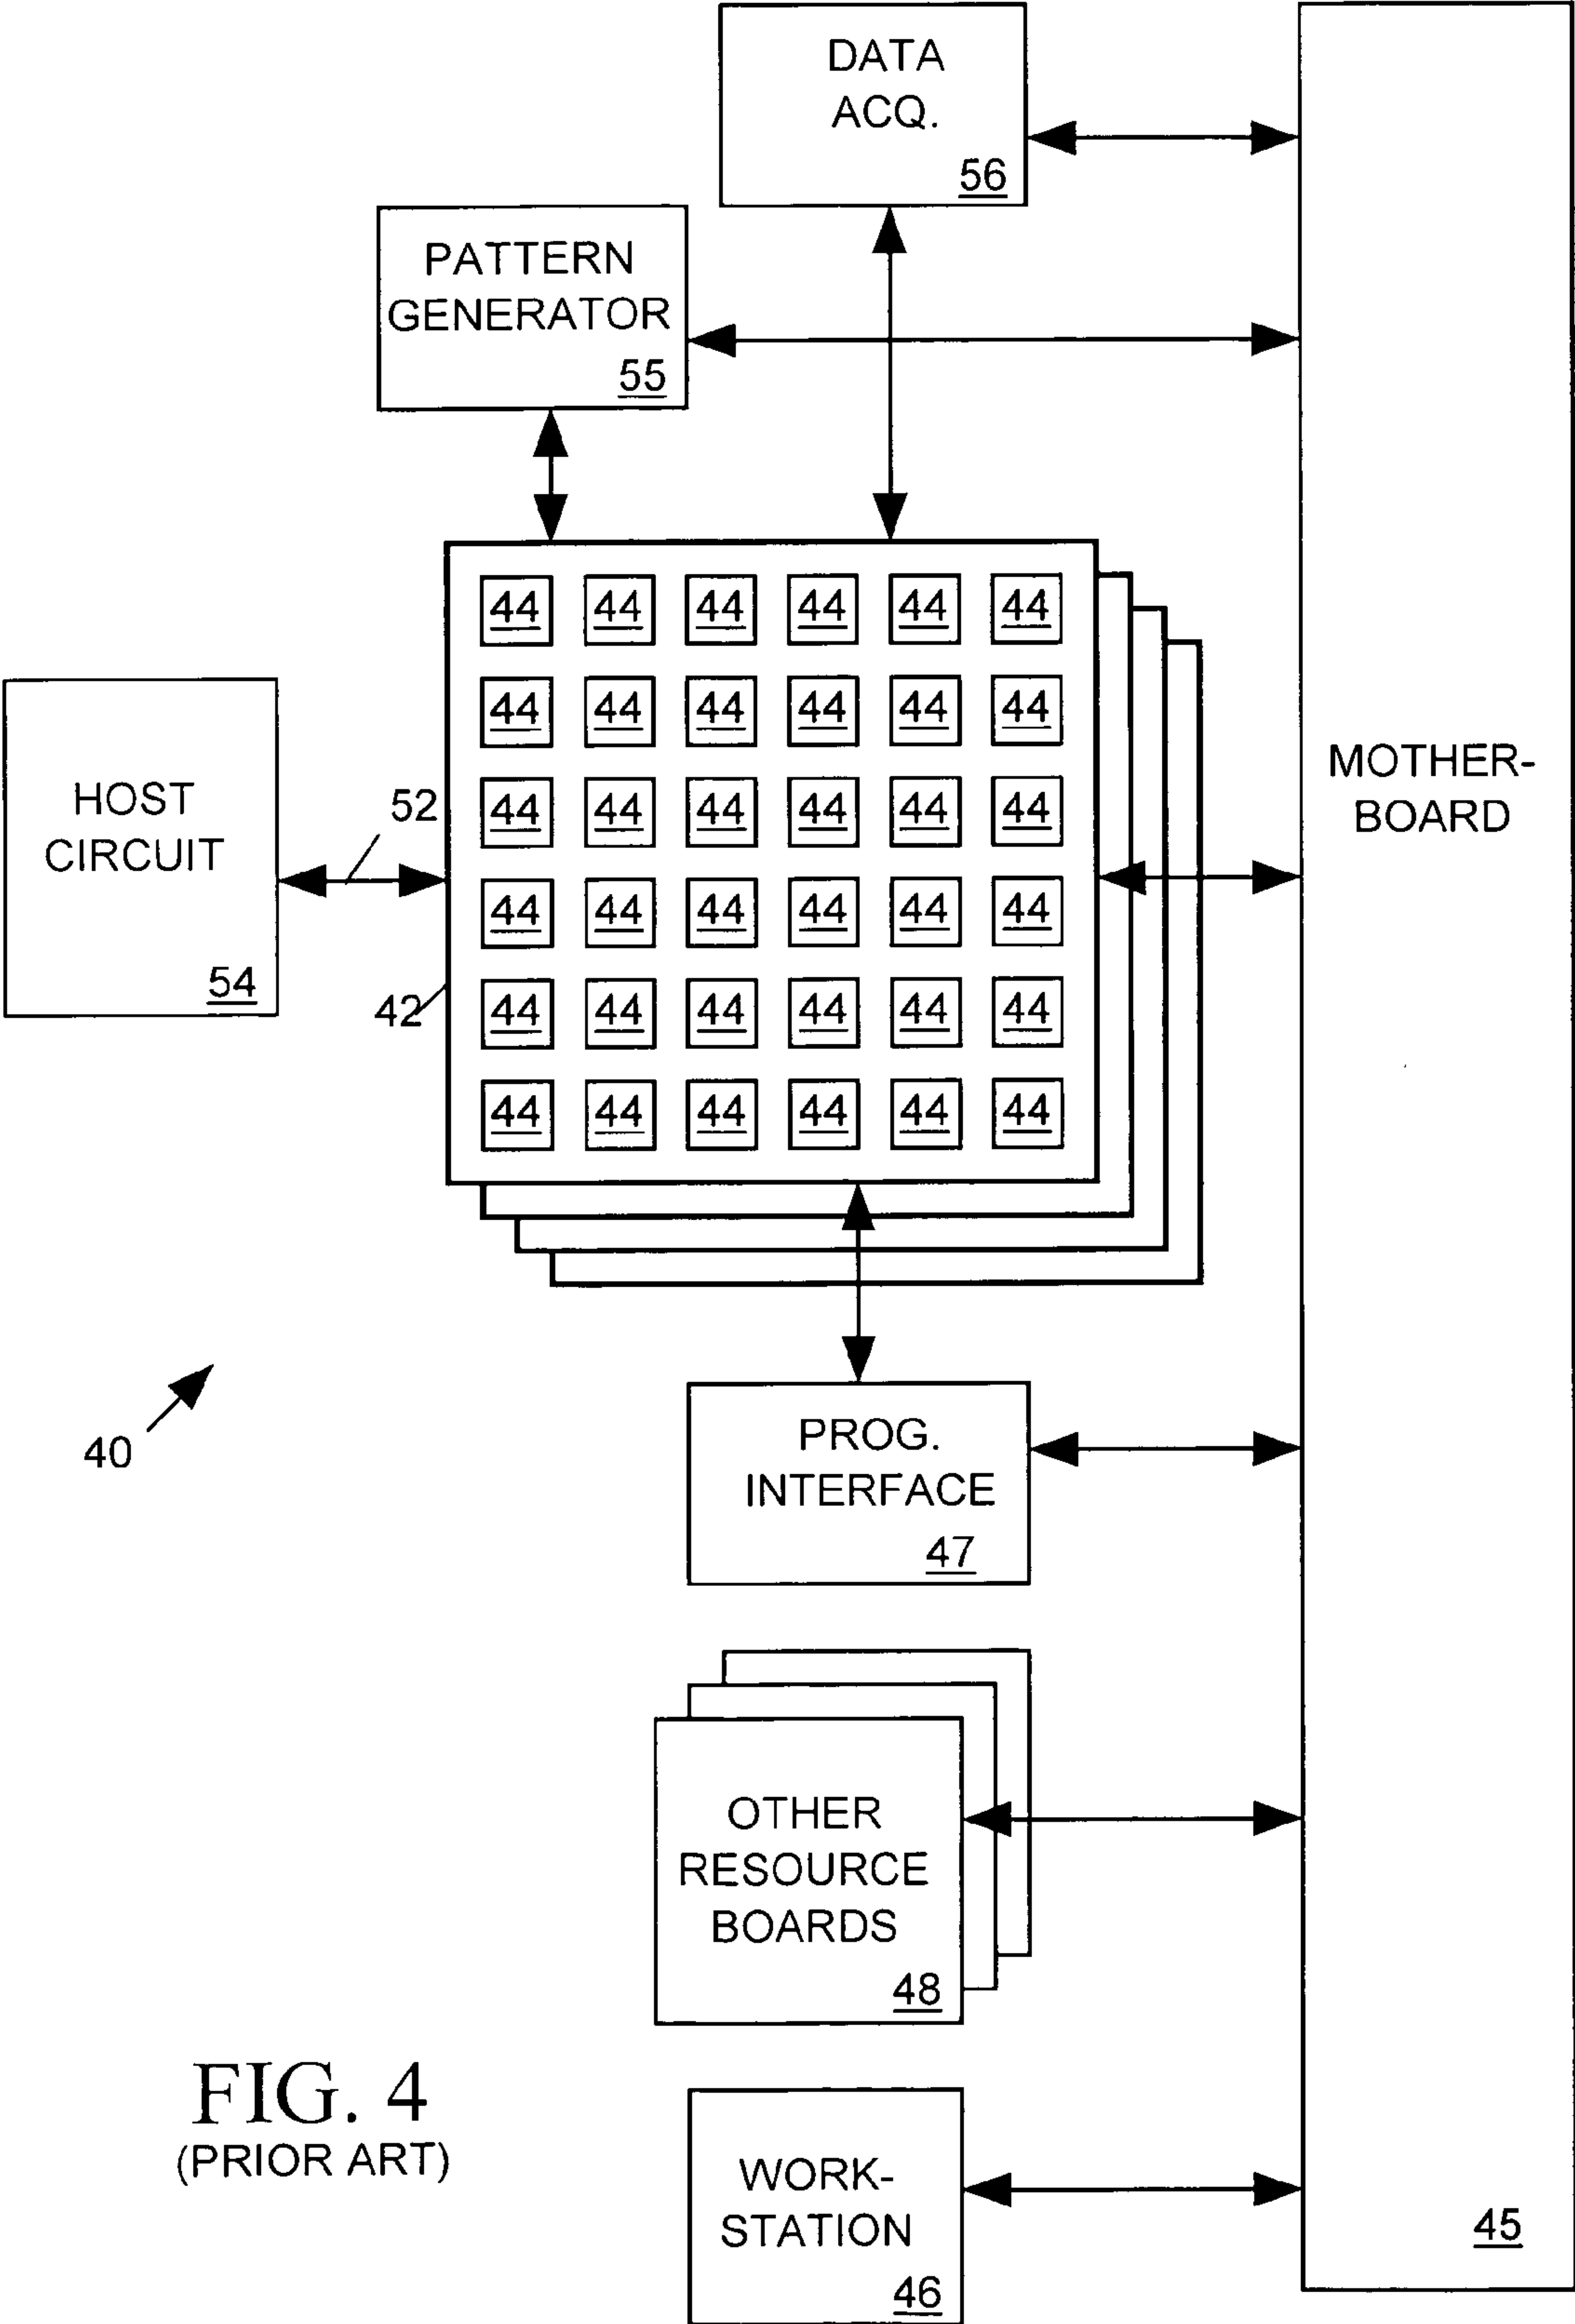 DATA
ACQ.
56
PATTERN
GENERATOR
55
44 44 44 44 44 44
44 44 44 44 44 44
MOTHER-
BOARD
HOST
CIRCUIT
54
52
44 44 44 44 44 44
44 44 44 44 44 44
42
44 44 44 44 44 44
44 44 44 44 44 44
40
PROG.
INTERFACE
47
OTHER
RESOURCE
BOARDS
48
FIG. 4
(PRIOR ART)
WORK-
STATION
46
45